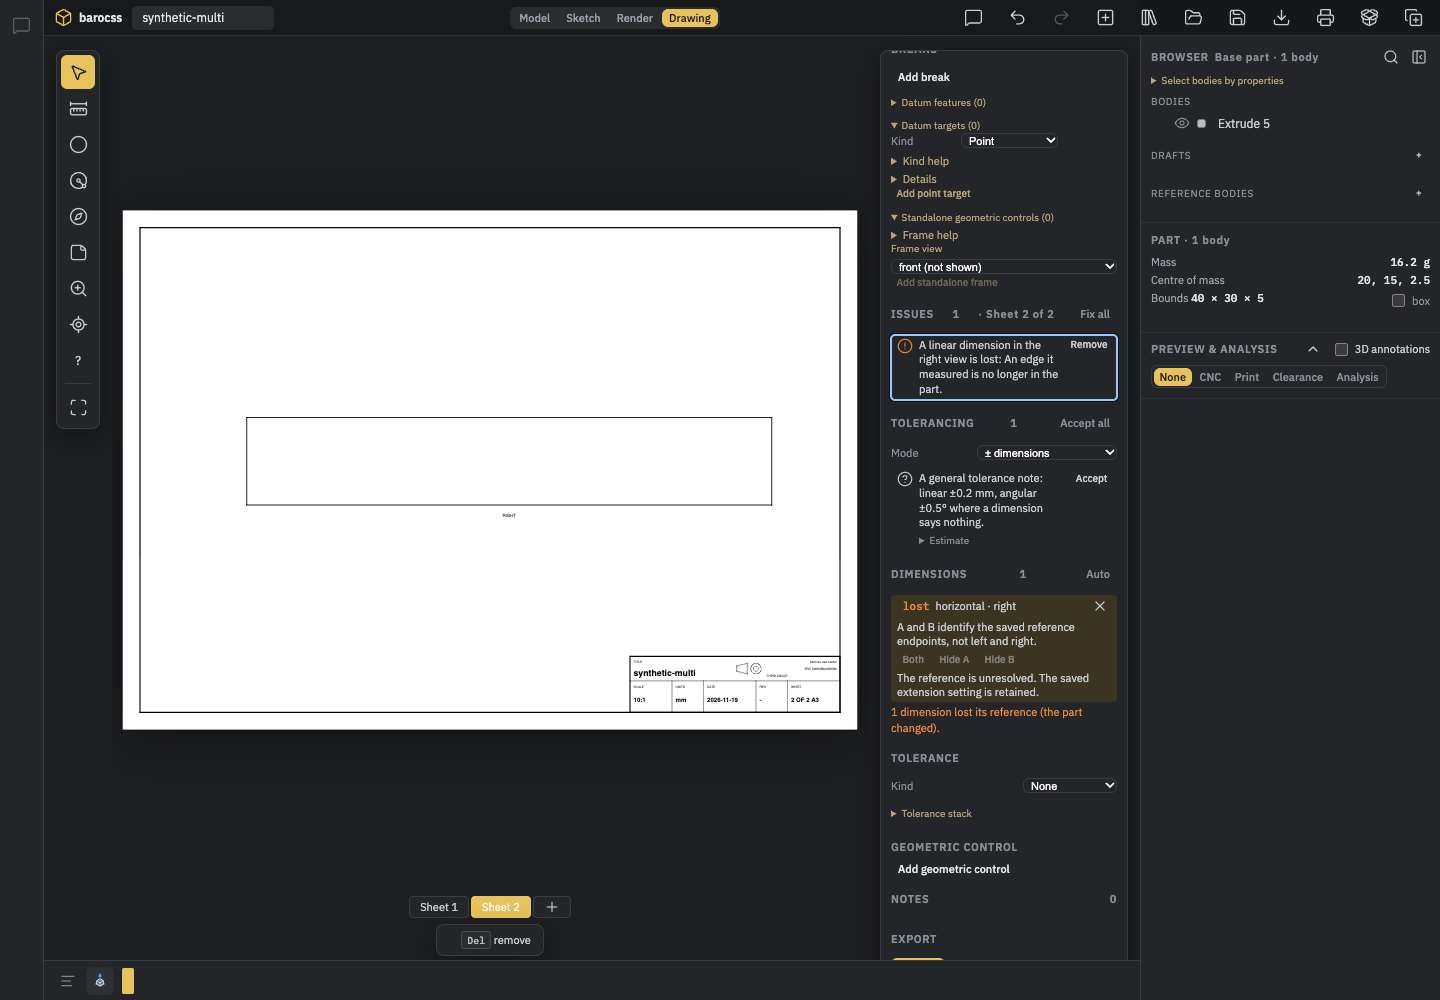 barocss
synthetic-multi
Model
Sketch
Render
Drawing
Add break
Datum features (0)
Datum targets (0)
Kind
Point
Kind help
Details
Add point target
Standalone geometric controls (0)
Frame help
Frame view
front (not shown)
Add standalone frame
ISSUES 1 · Sheet 2 of 2 Fix all
A linear dimension in the
right view is lost: An edge it
measured is no longer in the
part.
Remove
TOLERANCING 1 Accept all
Mode
± dimensions
A general tolerance note:
linear ±0.2 mm, angular
±0.5° where a dimension
says nothing.
Accept
Estimate
DIMENSIONS 1 Auto
lost horizontal · right
A and B identify the saved reference
endpoints, not left and right.
Both Hide A Hide B
The reference is unresolved. The saved
extension setting is retained.
1 dimension lost its reference (the part
changed).
TOLERANCE
Kind
None
Tolerance stack
GEOMETRIC CONTROL
Add geometric control
NOTES 0
EXPORT
BROWSER Base part · 1 body
Select bodies by properties
BODIES
Extrude 5
DRAFTS +
REFERENCE BODIES +
PART · 1 body
Mass 16.2 g
Centre of mass 20, 15, 2.5
Bounds 40 × 30 × 5 box
PREVIEW & ANALYSIS 3D annotations
None CNC Print Clearance Analysis
?
RIGHT
TITLE
synthetic-multi
THIRD ANGLE
SCALE UNITS DATE REV SHEET
10:1 mm 2026-11-19 - 2 OF 2 A3
Sheet 1 Sheet 2 +
Del remove